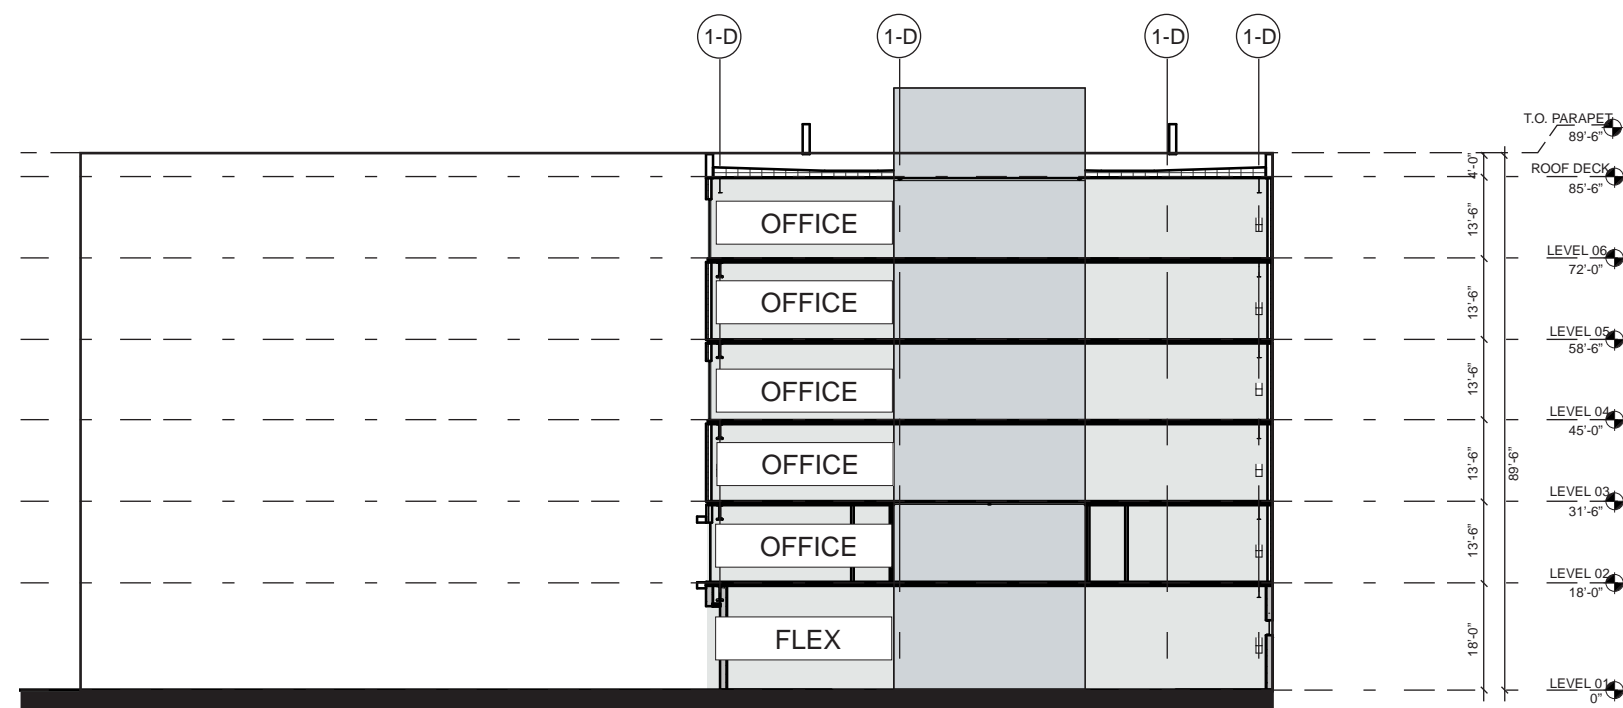 1-D 1-D 1-D 1-D
T.O. PARAPET
89'-6"
4'-0"
ROOF DECK
85'-6"
OFFICE
13'-6"
LEVEL 06
72'-0"
OFFICE
13'-6"
LEVEL 05
58'-6"
OFFICE
13'-6"
LEVEL 04
45'-0"
OFFICE
13'-6"
89'-6"
LEVEL 03
31'-6"
OFFICE
13'-6"
LEVEL 02
18'-0"
FLEX
18'-0"
LEVEL 01
0"